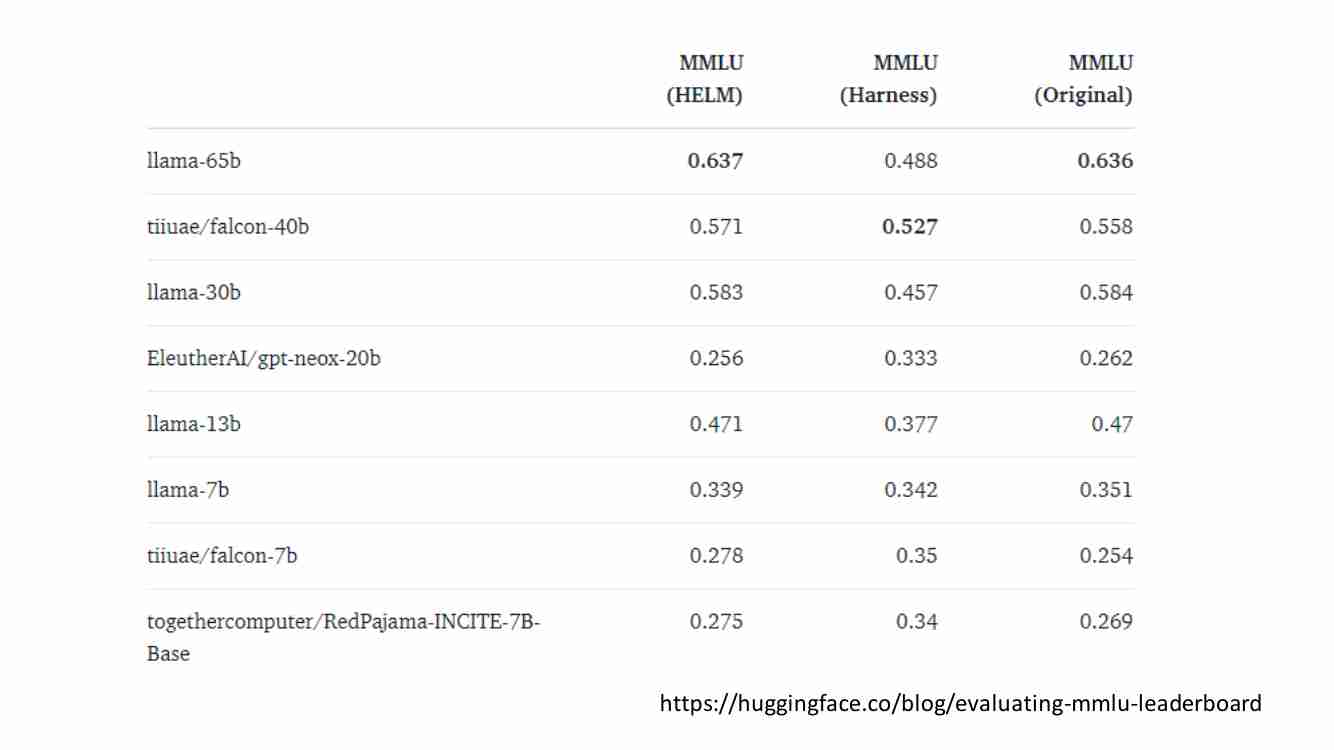 MMLU MMLU MMLU
(HELM) (Harness) (Original)
llama-65b 0.637 0.488 0.636
tiiuae/falcon-40b 0.571 0.527 0.558
llama-30b 0.583 0.457 0.584
EleutherAI/gpt-neox-20b 0.256 0.333 0.262
llama-13b 0.471 0.377 0.47
llama-7b 0.339 0.342 0.351
tiiuae/falcon-7b 0.278 0.35 0.254
togethercomputer/RedPajama-INCITE-7B- 0.275 0.34 0.269
Base
https://huggingface.co/blog/evaluating-mmlu-leaderboard